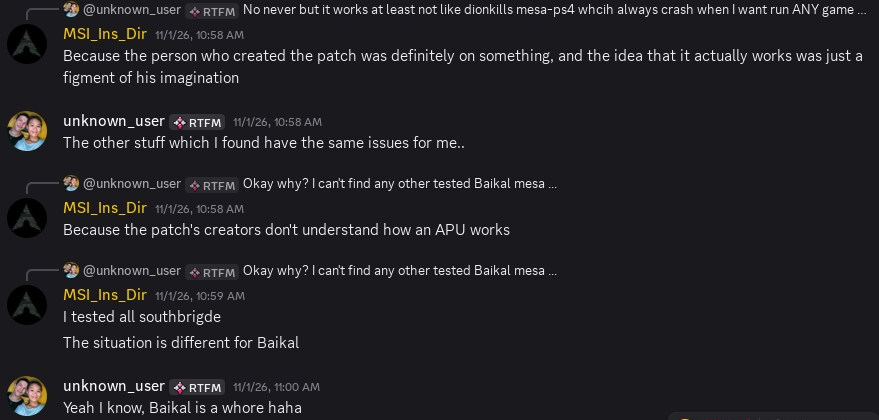 @unknown_user RTFM No never but it works at least not like dionkills mesa-ps4 whcih always crash when I want run ANY game ...
MSI_Ins_Dir 11/1/26, 10:58 AM
Because the person who created the patch was definitely on something, and the idea that it actually works was just a
figment of his imagination
unknown_user RTFM 11/1/26, 10:58 AM
The other stuff which I found have the same issues for me..
@unknown_user RTFM Okay why? I can't find any other tested Baikal mesa ...
MSI_Ins_Dir 11/1/26, 10:58 AM
Because the patch's creators don't understand how an APU works
@unknown_user RTFM Okay why? I can't find any other tested Baikal mesa ...
MSI_Ins_Dir 11/1/26, 10:59 AM
I tested all southbrigde
The situation is different for Baikal
unknown_user RTFM 11/1/26, 11:00 AM
Yeah I know, Baikal is a whore haha